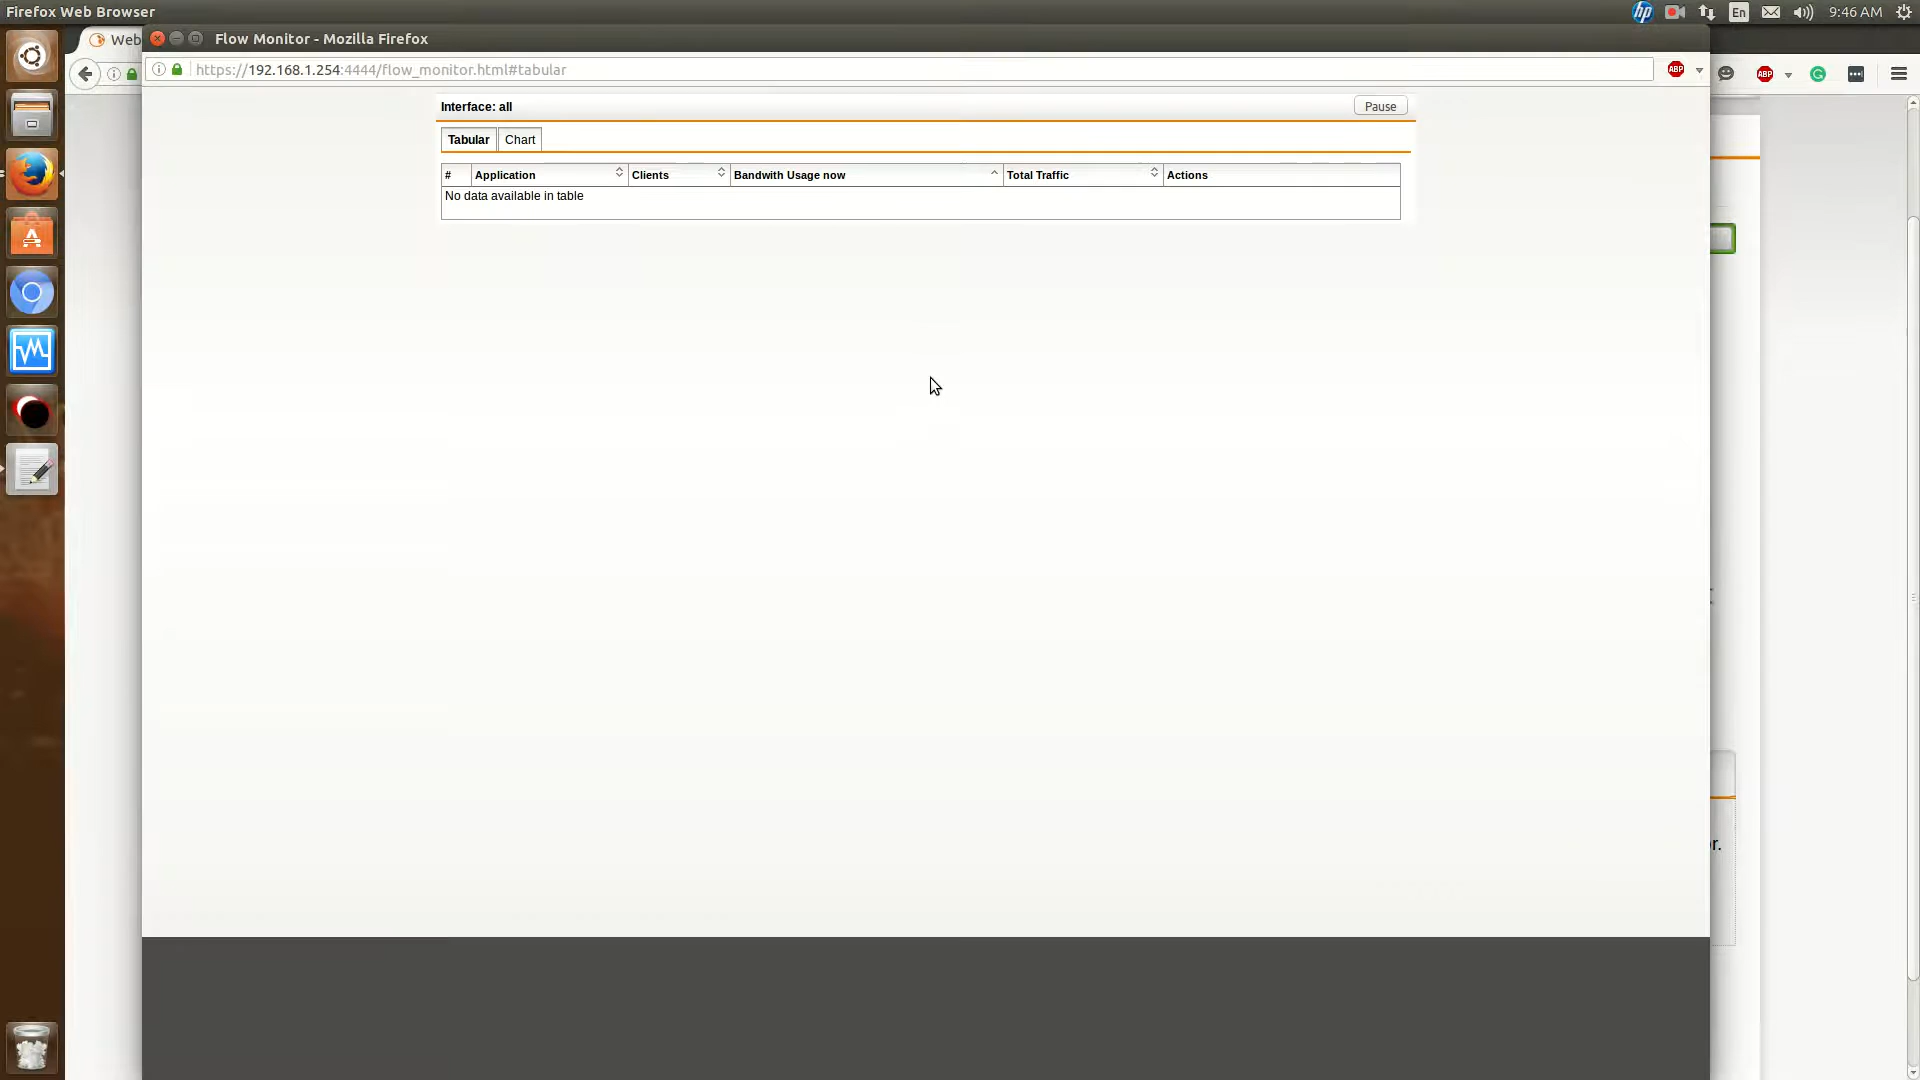 Firefox Web Browser
En
9:46 AM
Web
Flow Monitor - Mozilla Firefox
https://192.168.1.254:4444/flow_monitor.html#tabular
ABP
ABP
Interface: all
Pause
Tabular
Chart
# Application Clients Bandwith Usage now Total Traffic Actions
No data available in table
r.